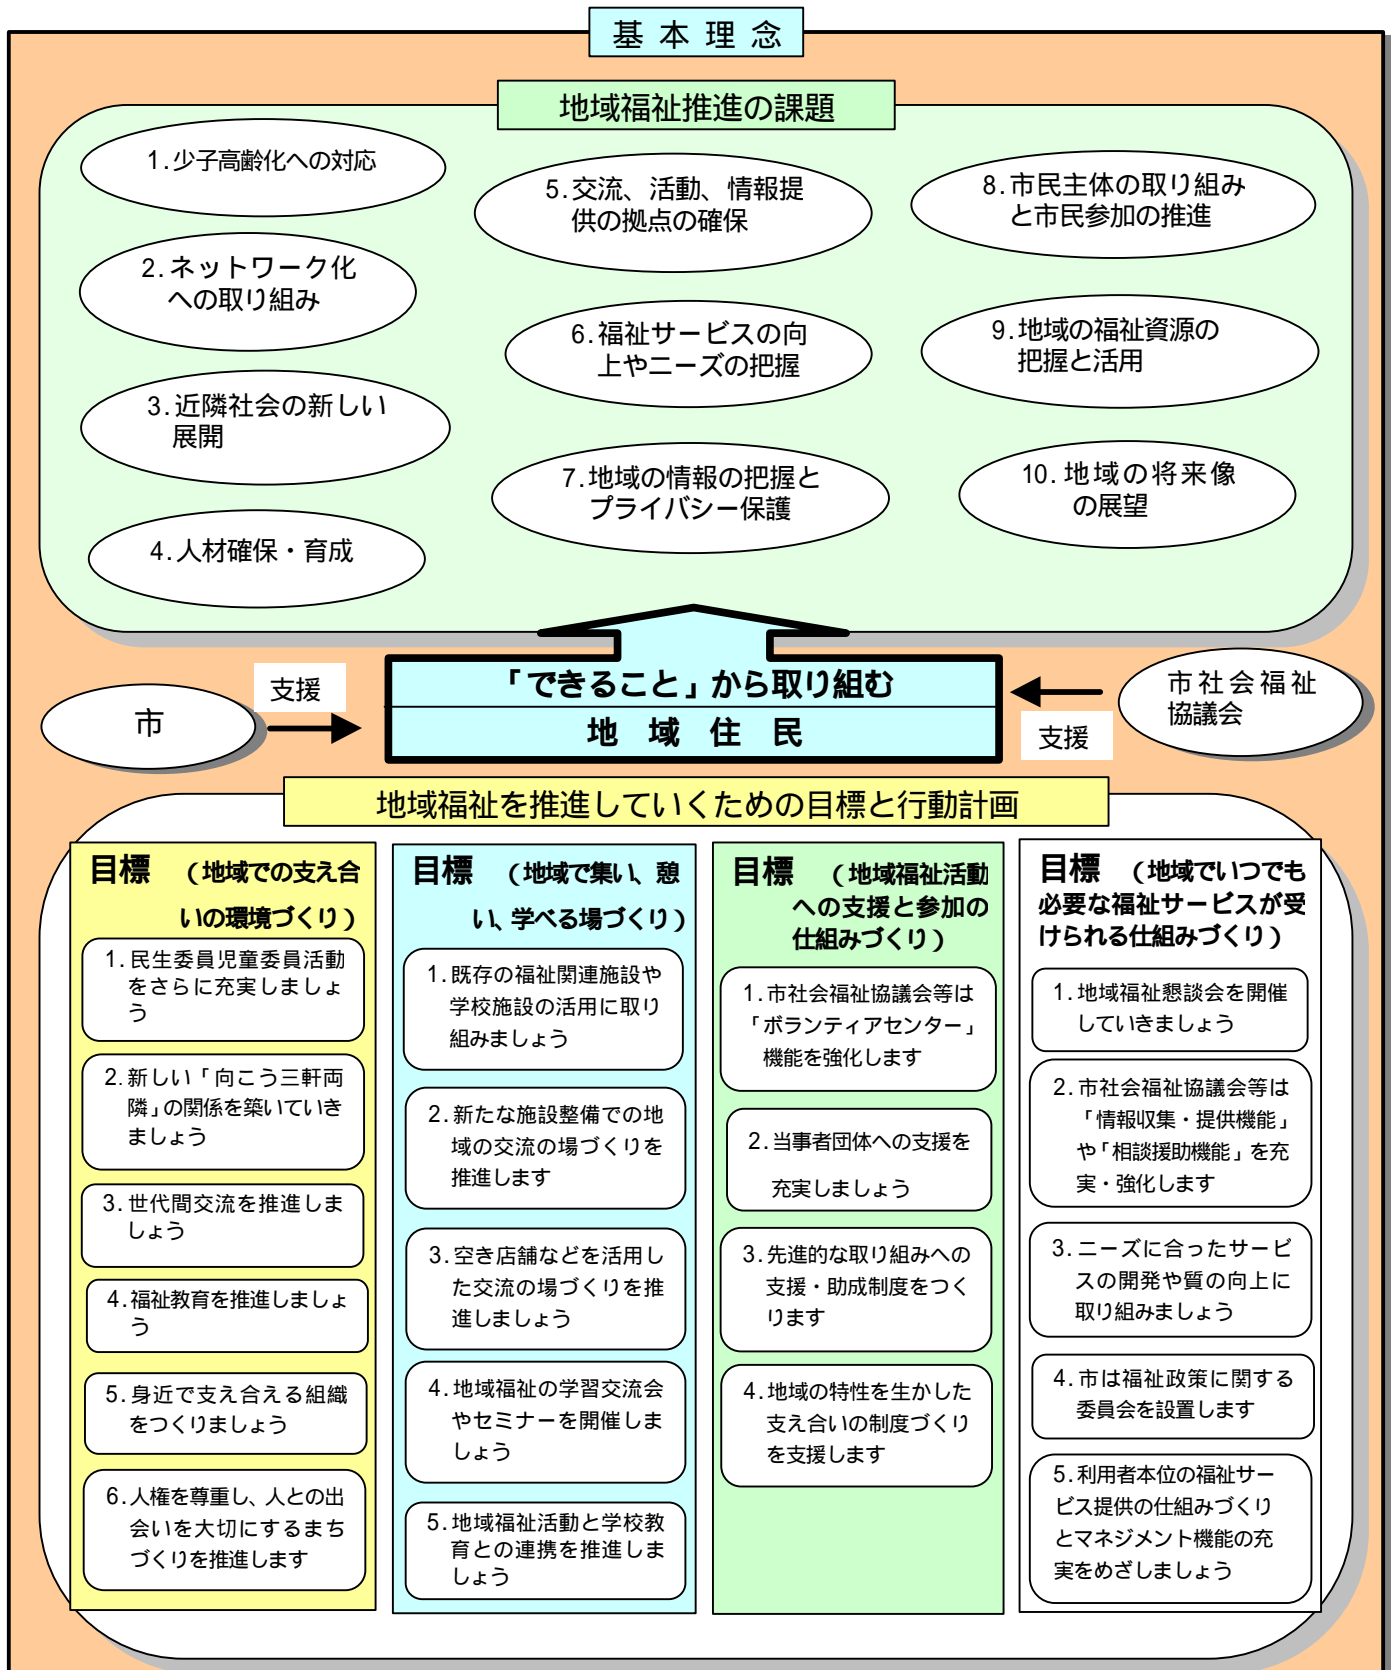 基本理念
地域福祉推進の課題
1.少子高齢化への対応
2.ネットワーク化
への取り組み
3.近隣社会の新しい
展開
4.人材確保・育成
5.交流、活動、情報提
供の拠点の確保
6.福祉サービスの向
上やニーズの把握
7.地域の情報の把握と
プライバシー保護
8.市民主体の取り組み
と市民参加の推進
9.地域の福祉資源の
把握と活用
10.地域の将来像
の展望
「できること」から取り組む
地域住民
市
支援
市社会福祉
協議会
支援
地域福祉を推進していくための目標と行動計画
目標 （地域での支え合
いの環境づくり）
1.民生委員児童委員活動
をさらに充実しましょ
う
2.新しい「向こう三軒両
隣」の関係を築いていき
ましょう
3.世代間交流を推進しま
しょう
4.福祉教育を推進しましょ
う
5.身近で支え合える組織
をつくりましょう
6.人権を尊重し、人との出
会いを大切にするまち
づくりを推進します
目標 （地域で集い、憩
い、学べる場づくり）
1.既存の福祉関連施設や
学校施設の活用に取り
組みましょう
2.新たな施設整備での地
域の交流の場づくりを
推進します
3.空き店舗などを活用し
た交流の場づくりを推
進しましょう
4.地域福祉の学習交流会
やセミナーを開催しま
しょう
5.地域福祉活動と学校教
育との連携を推進しま
しょう
目標 （地域福祉活動
への支援と参加の
仕組みづくり）
1.市社会福祉協議会等は
「ボランティアセンター」
機能を強化します
2.当事者団体への支援を
充実しましょう
3.先進的な取り組みへの
支援・助成制度をつく
ります
4.地域の特性を生かした
支え合いの制度づくり
を支援します
目標 （地域でいつでも
必要な福祉サービスが受
けられる仕組みづくり）
1.地域福祉懇談会を開催
していきましょう
2.市社会福祉協議会等は
「情報収集・提供機能」
や「相談援助機能」を充
実・強化します
3.ニーズに合ったサービ
スの開発や質の向上に
取り組みましょう
4.市は福祉政策に関する
委員会を設置します
5.利用者本位の福祉サー
ビス提供の仕組みづくり
とマネジメント機能の充
実をめざしましょう